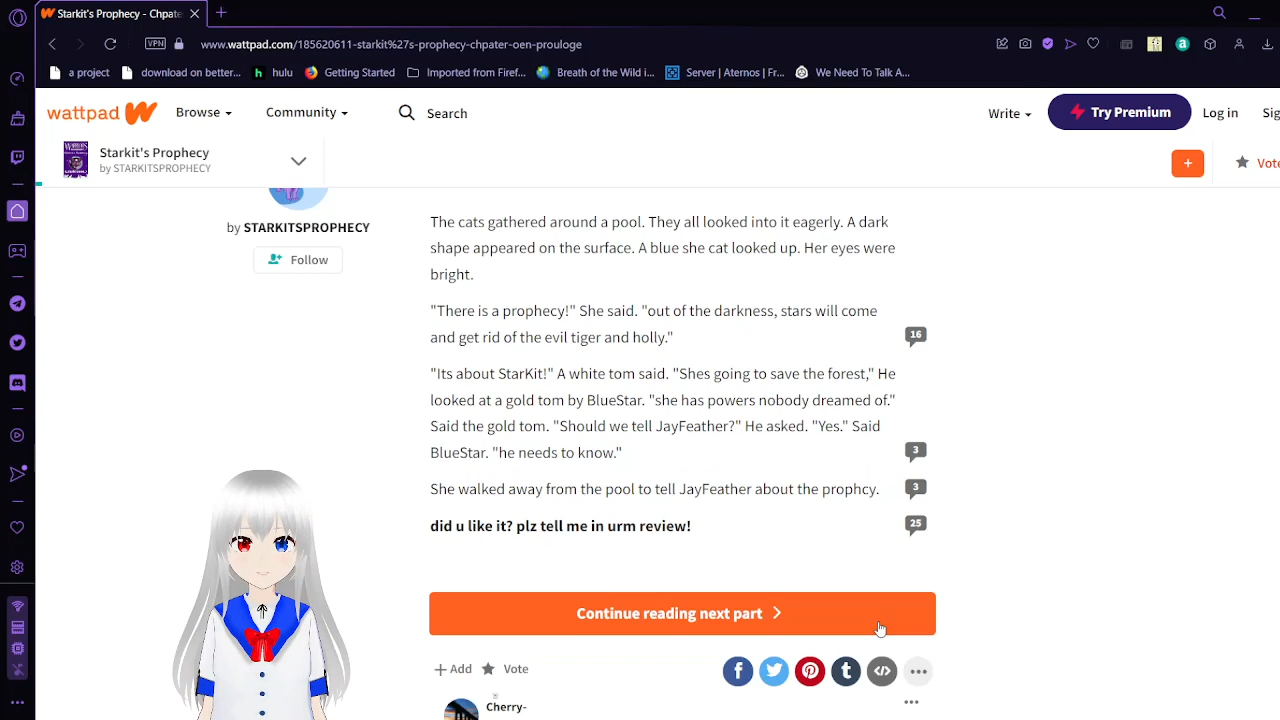 Starkit's Prophecy - Chpate
www.wattpad.com/185620611-starkit%27s-prophecy-chpater-oen-prouloge
VPN
a project
download on better...
hulu
Getting Started
Imported from Firef...
Breath of the Wild i...
Server | Aternos | Fr...
We Need To Talk A...
wattpad
Browse
Community
Search
Write
Try Premium
Log in
Sig
Starkit's Prophecy
by STARKITSPROPHECY
+
Vote
by STARKITSPROPHECY
Follow
The cats gathered around a pool. They all looked into it eagerly. A dark
shape appeared on the surface. A blue she cat looked up. Her eyes were
bright.
"There is a prophecy!" She said. "out of the darkness, stars will come
and get rid of the evil tiger and holly."
16
"Its about StarKit!" A white tom said. "Shes going to save the forest," He
looked at a gold tom by BlueStar. "she has powers nobody dreamed of."
Said the gold tom. "Should we tell JayFeather?" He asked. "Yes." Said
BlueStar. "he needs to know."
3
She walked away from the pool to tell JayFeather about the prophcy.
3
did u like it? plz tell me in urm review!
25
Continue reading next part
+ Add
Vote
Cherry-